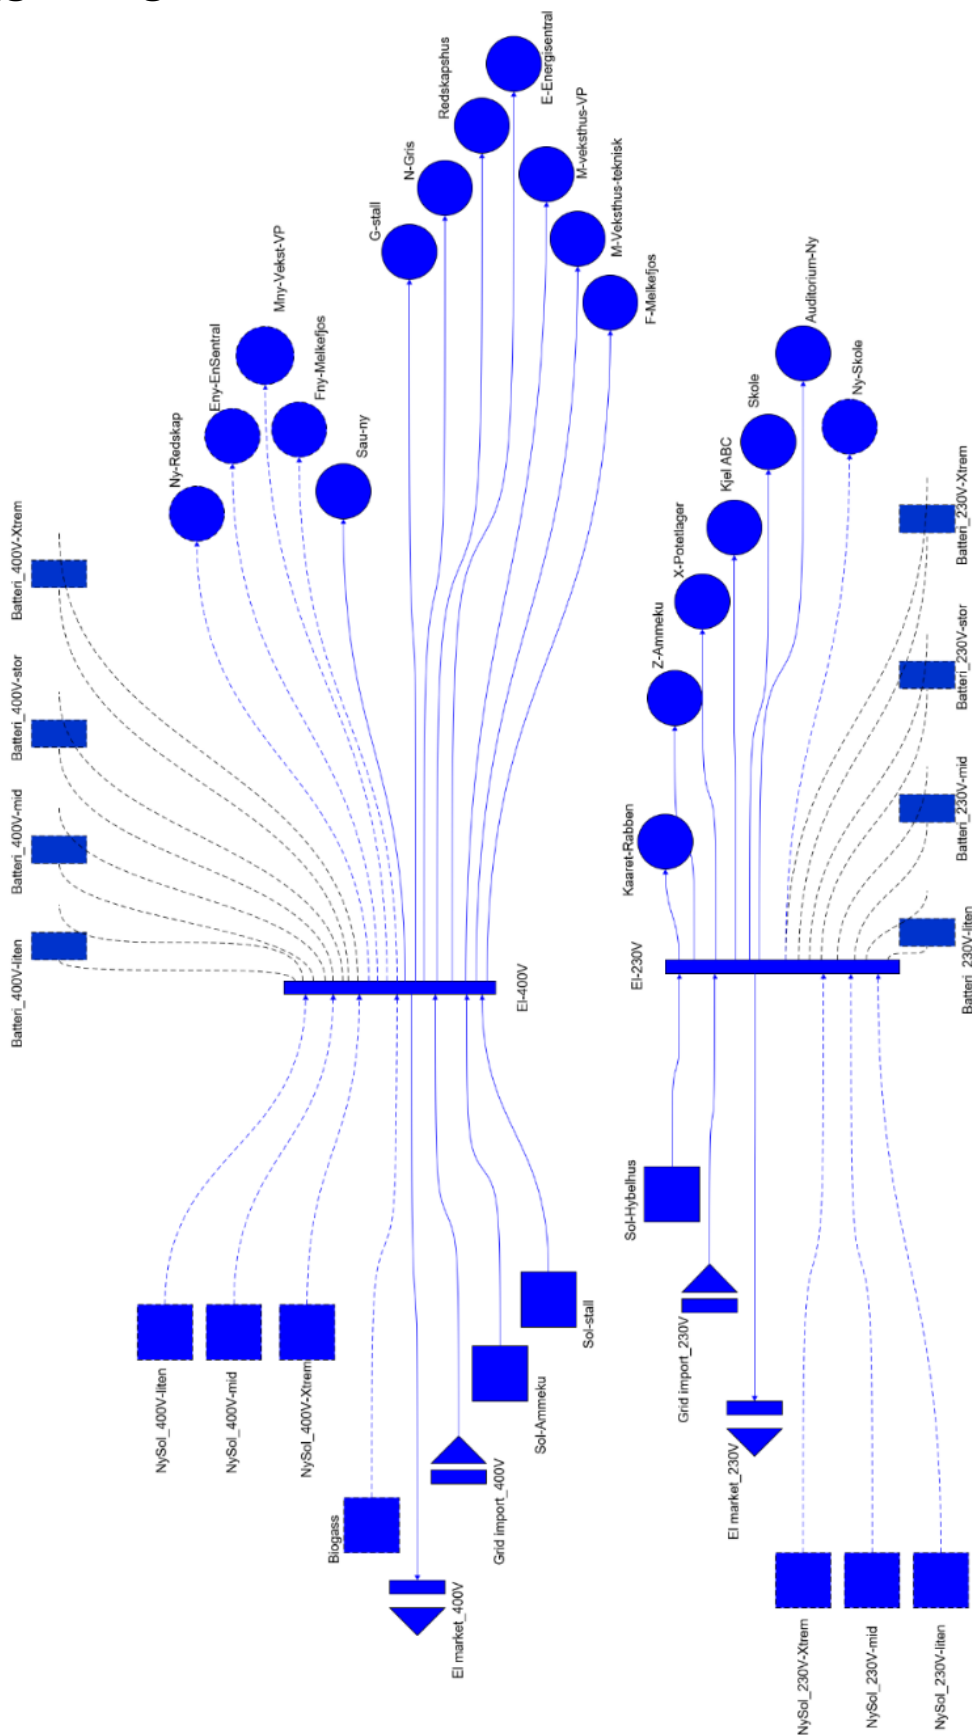 Batteri_400V-liten
Batteri_400V-mid
Batteri_400V-stor
Batteri_400V-Xtrem
Ny-Redskap
Eny-EnSentral
Mny-Vekst-VP
Fny-Melkefjos
Sau-ny
G-stall
N-Gris
Redskapshus
E-Energisentral
M-veksthus-VP
M-Veksthus-teknisk
F-Melkefjos
El-400V
NySol_400V-liten
NySol_400V-mid
NySol_400V-Xtrem
Biogass
El market_400V
Grid import_400V
Sol-Ammeku
Sol-stall
Kaaret-Rabben
Z-Ammeku
X-Potetlager
Kjel ABC
Skole
Auditorium-Ny
Ny-Skole
El-230V
Sol-Hybelhus
Grid import_230V
El market_230V
NySol_230V-Xtrem
NySol_230V-mid
NySol_230V-liten
Batteri_230V-liten
Batteri_230V-mid
Batteri_230V-stor
Batteri_230V-Xtrem